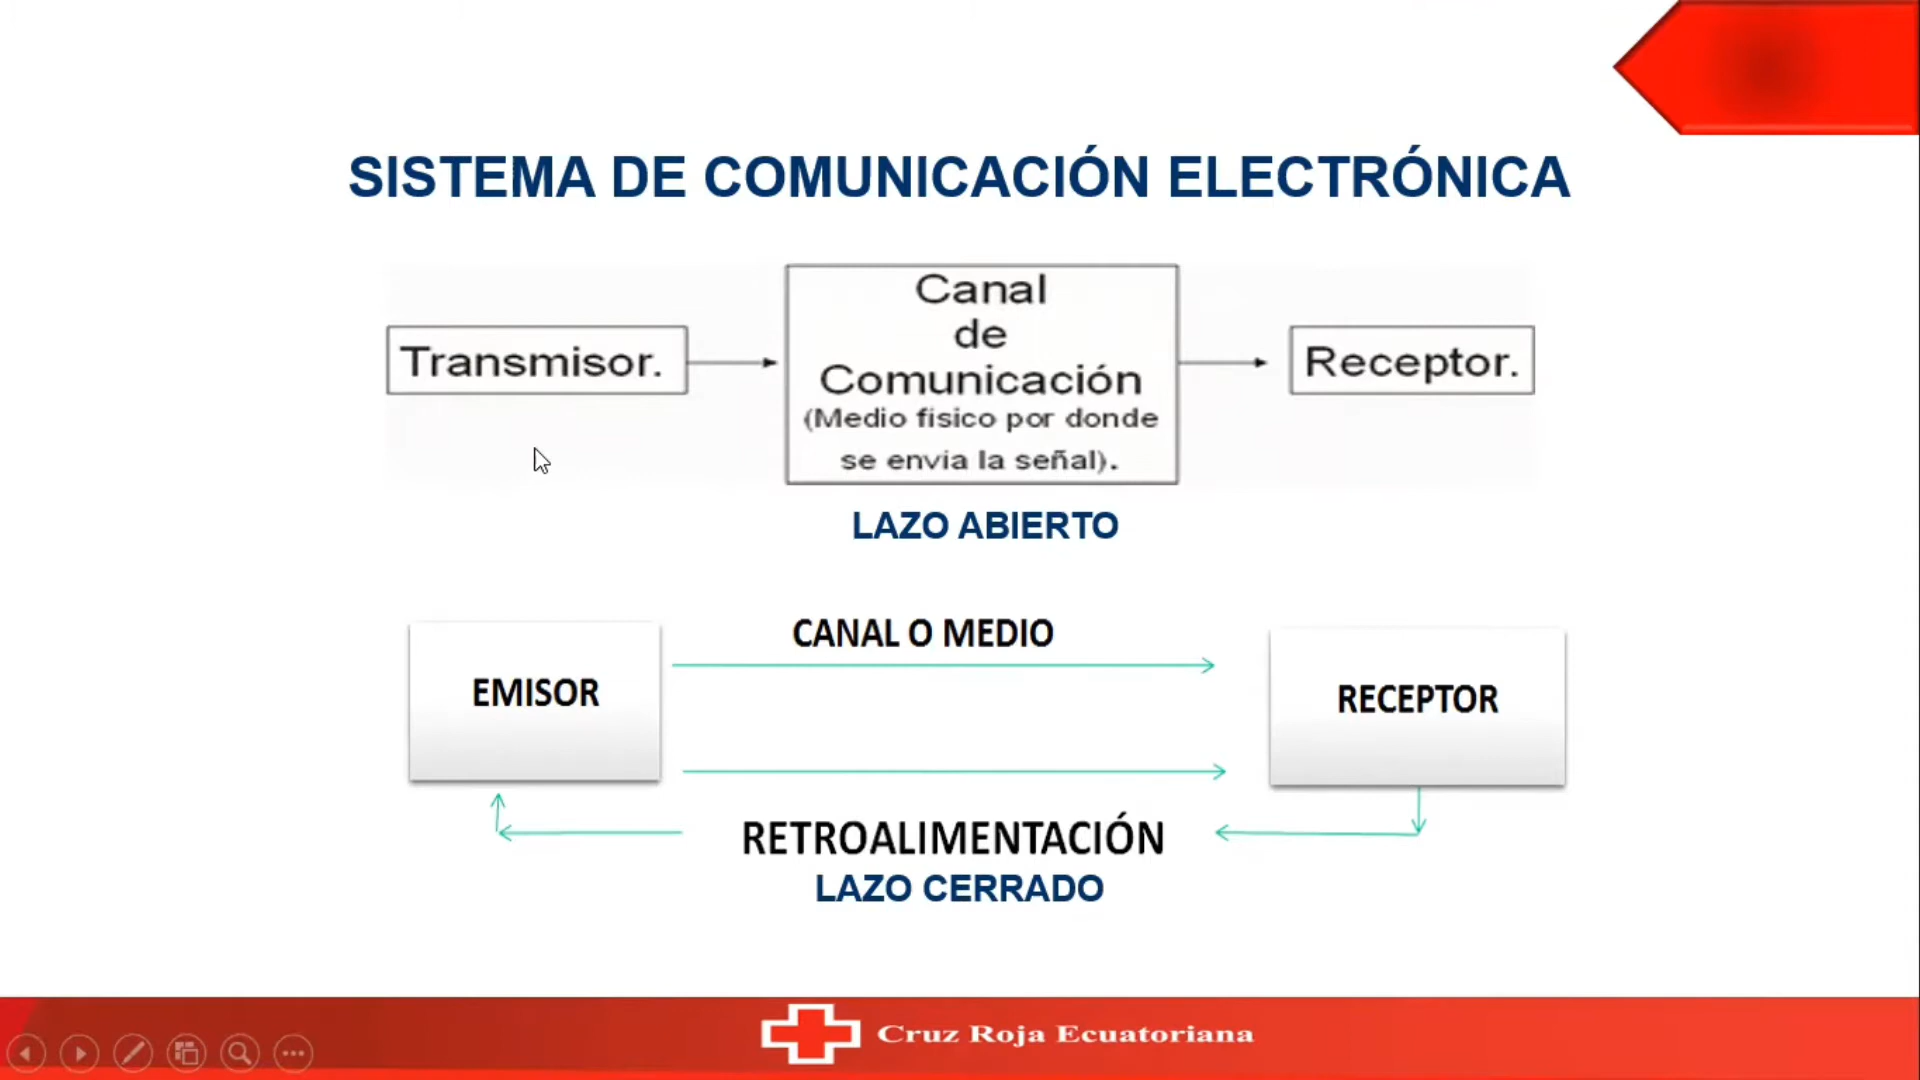 SISTEMA DE COMUNICACIÓN ELECTRÓNICA
Transmisor.
Canal
de
Comunicación
(Medio fisico por donde
se envia la señal).
Receptor.
LAZO ABIERTO
CANAL O MEDIO
EMISOR
RECEPTOR
RETROALIMENTACIÓN
LAZO CERRADO
Cruz Roja Ecuatoriana